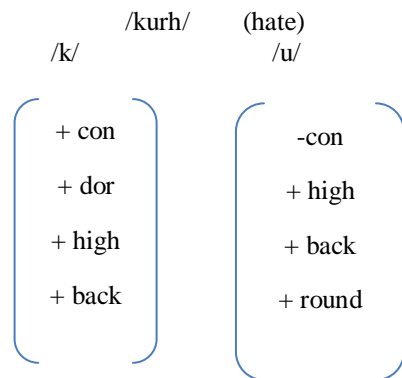 /kurh/ (hate)
/k/ /u/
+ con -con
+ dor + high
+ high + back
+ back + round